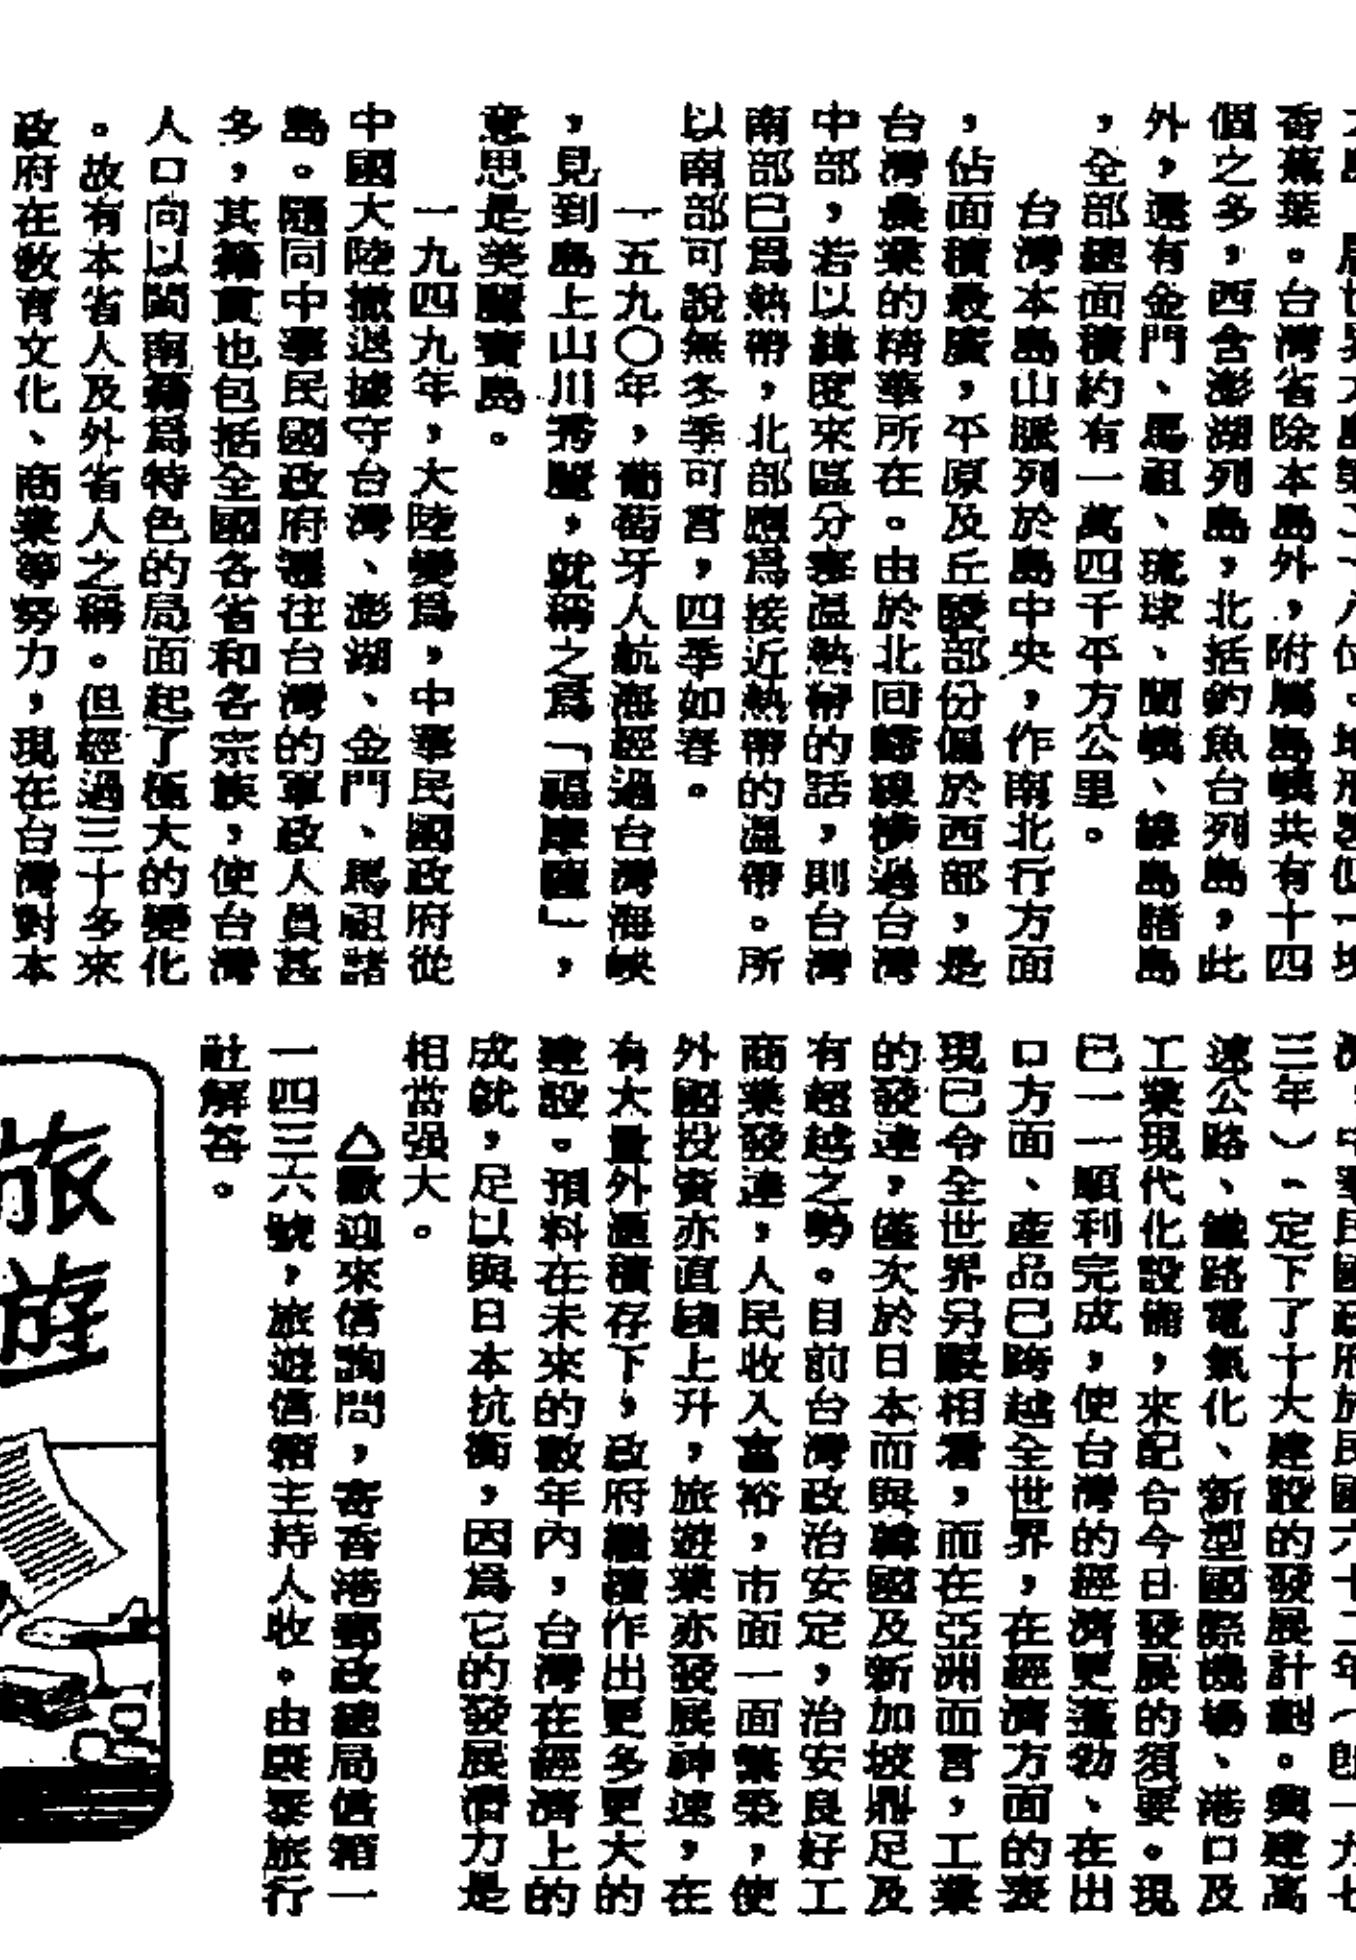 香蕉葉。台灣省除本島外，附屬島嶼共有十四
個之多，西含澎湖列島，北括釣魚台列島，此
外，還有金門、馬祖、琉球、蘭嶼、綠島諸島
，全部總面積約有一萬四千平方公里。
台灣本島山脈列於島中央，作南北行方面
，佔面積最廣，平原及丘陵部份偏於西部，是
台灣農業的精華所在。由於北回歸線橫過台灣
中部，若以緯度來區分寒温熱帶的話，則台灣
南部已爲熱帶，北部應爲接近熱帶的溫帶。所
以南部可說無冬季可言，四季如春。
一五九〇年，葡萄牙人航海經過台灣海峽
，見到島上山川秀麗，就稱之爲「福摩薩」，
意思是美麗寶島。
一九四九年，大陸變爲，中華民國政府從
中國大陸撤退據守台灣、澎湖、金門、馬祖諸
島。隨同中華民國政府遷往台灣的軍政人員甚
多，其籍貫也包括全國各省和各宗族，使台灣
人口向以閩南籍爲特色的局面起了極大的變化
。故有本省人及外省人之稱。但經過三十多來
政府在敎育文化、商業等努力，現在台灣對本
三年）、定下了十大建設的發展計劃。興建高
速公路、鐵路電氣化、新型國際機場、港口及
工業現代化設備，來配合今日發展的須要。現
已一一順利完成，使台灣的經濟更蓬勃、在出
口方面、產品已跨越全世界，在經濟方面的表
現已令全世界另眼相看，而在亞洲而言，工業
的發達，僅次於日本而與韓國及新加坡鼎足及
有超越之勢。目前台灣政治安定，治安良好工
商業發達，人民收入富裕，市面一面繁榮，使
外國投資亦直線上升，旅遊業亦發展神速，在
有大量外滙積存下，政府繼續作出更多更大的
建設。預料在未來的數年內，台灣在經濟上的
成就，足以與日本抗衡，因爲它的發展潛力是
相當强大。
△歡迎來信詢問，寄香港郵政總局信箱一
一四三六號，旅遊信箱主持人收。由康泰旅行
社解答。
旅遊